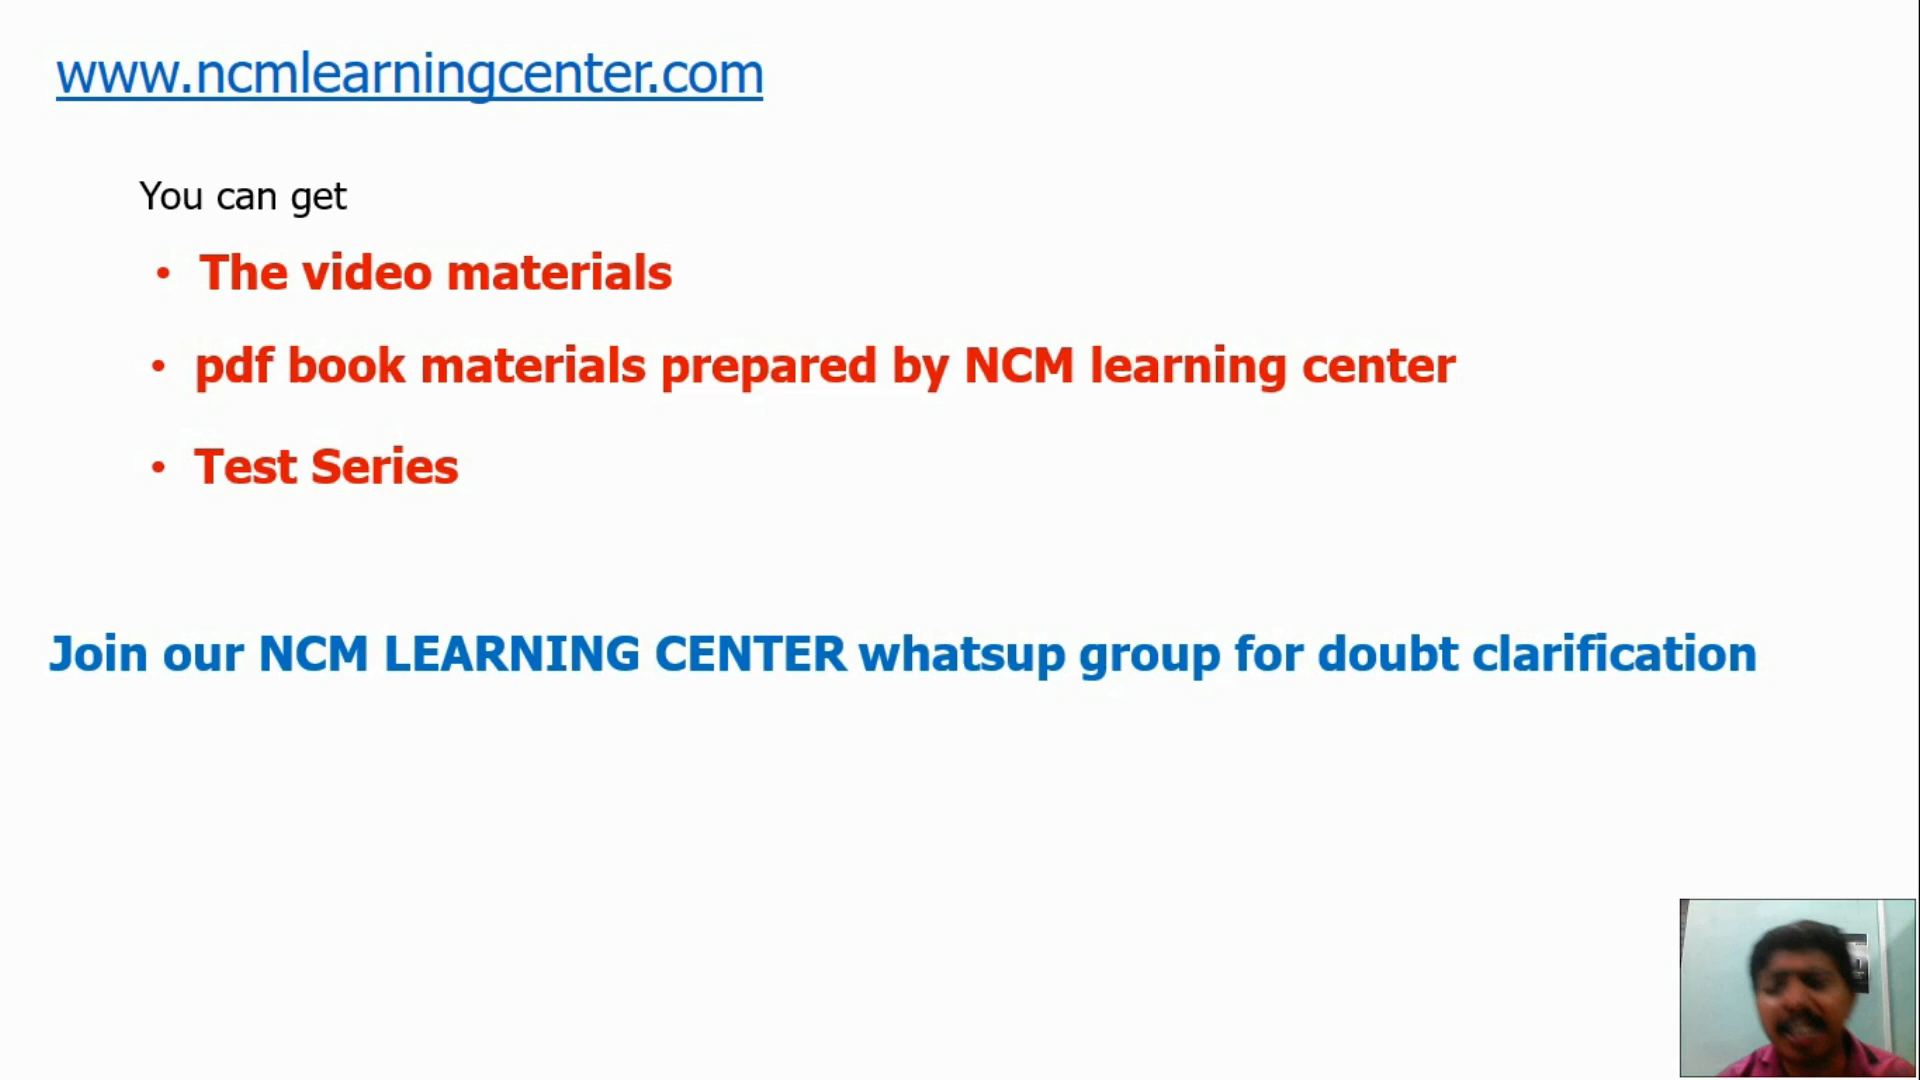 www.ncmlearningcenter.com
You can get
• The video materials
• pdf book materials prepared by NCM learning center
• Test Series
Join our NCM LEARNING CENTER whatsup group for doubt clarification